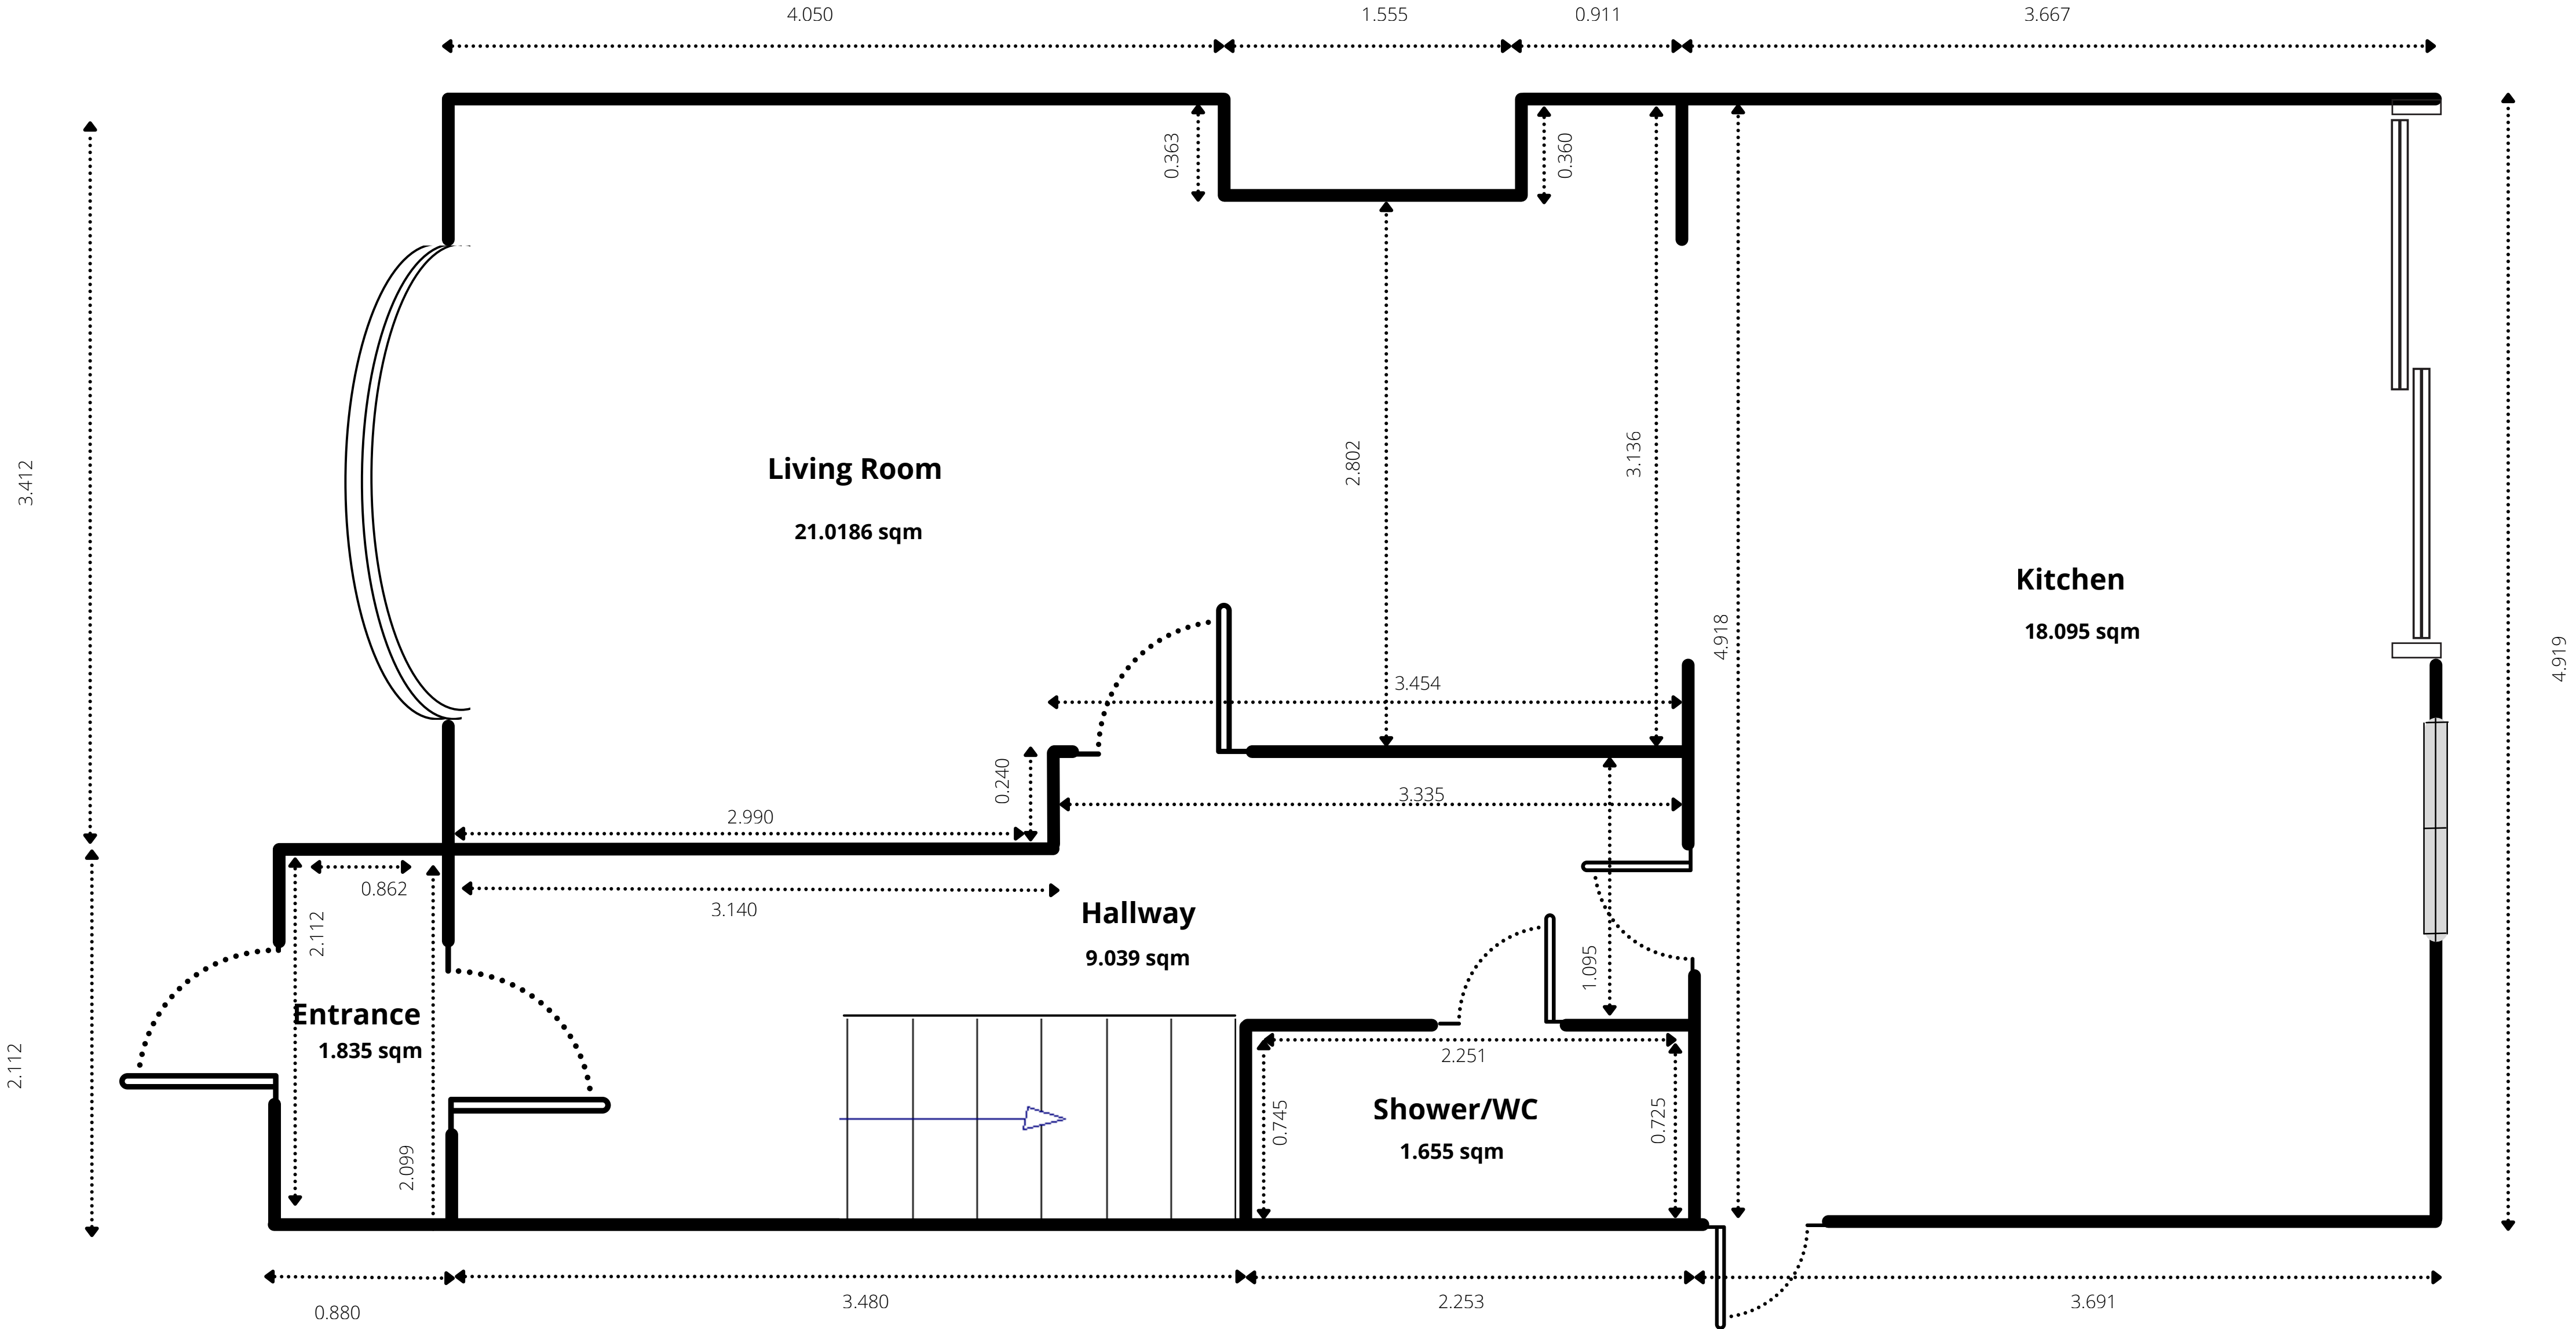 4.050
1.555
0.911
3.667
0.363
0.360
3.412
2.802
3.136
Living Room
21.0186 sqm
Kitchen
18.095 sqm
4.918
4.919
3.454
0.240
3.335
2.990
0.862
3.140
2.112
Hallway
9.039 sqm
1.095
Entrance
1.835 sqm
2.112
2.099
2.251
0.745
Shower/WC
1.655 sqm
0.725
0.880
3.480
2.253
3.691